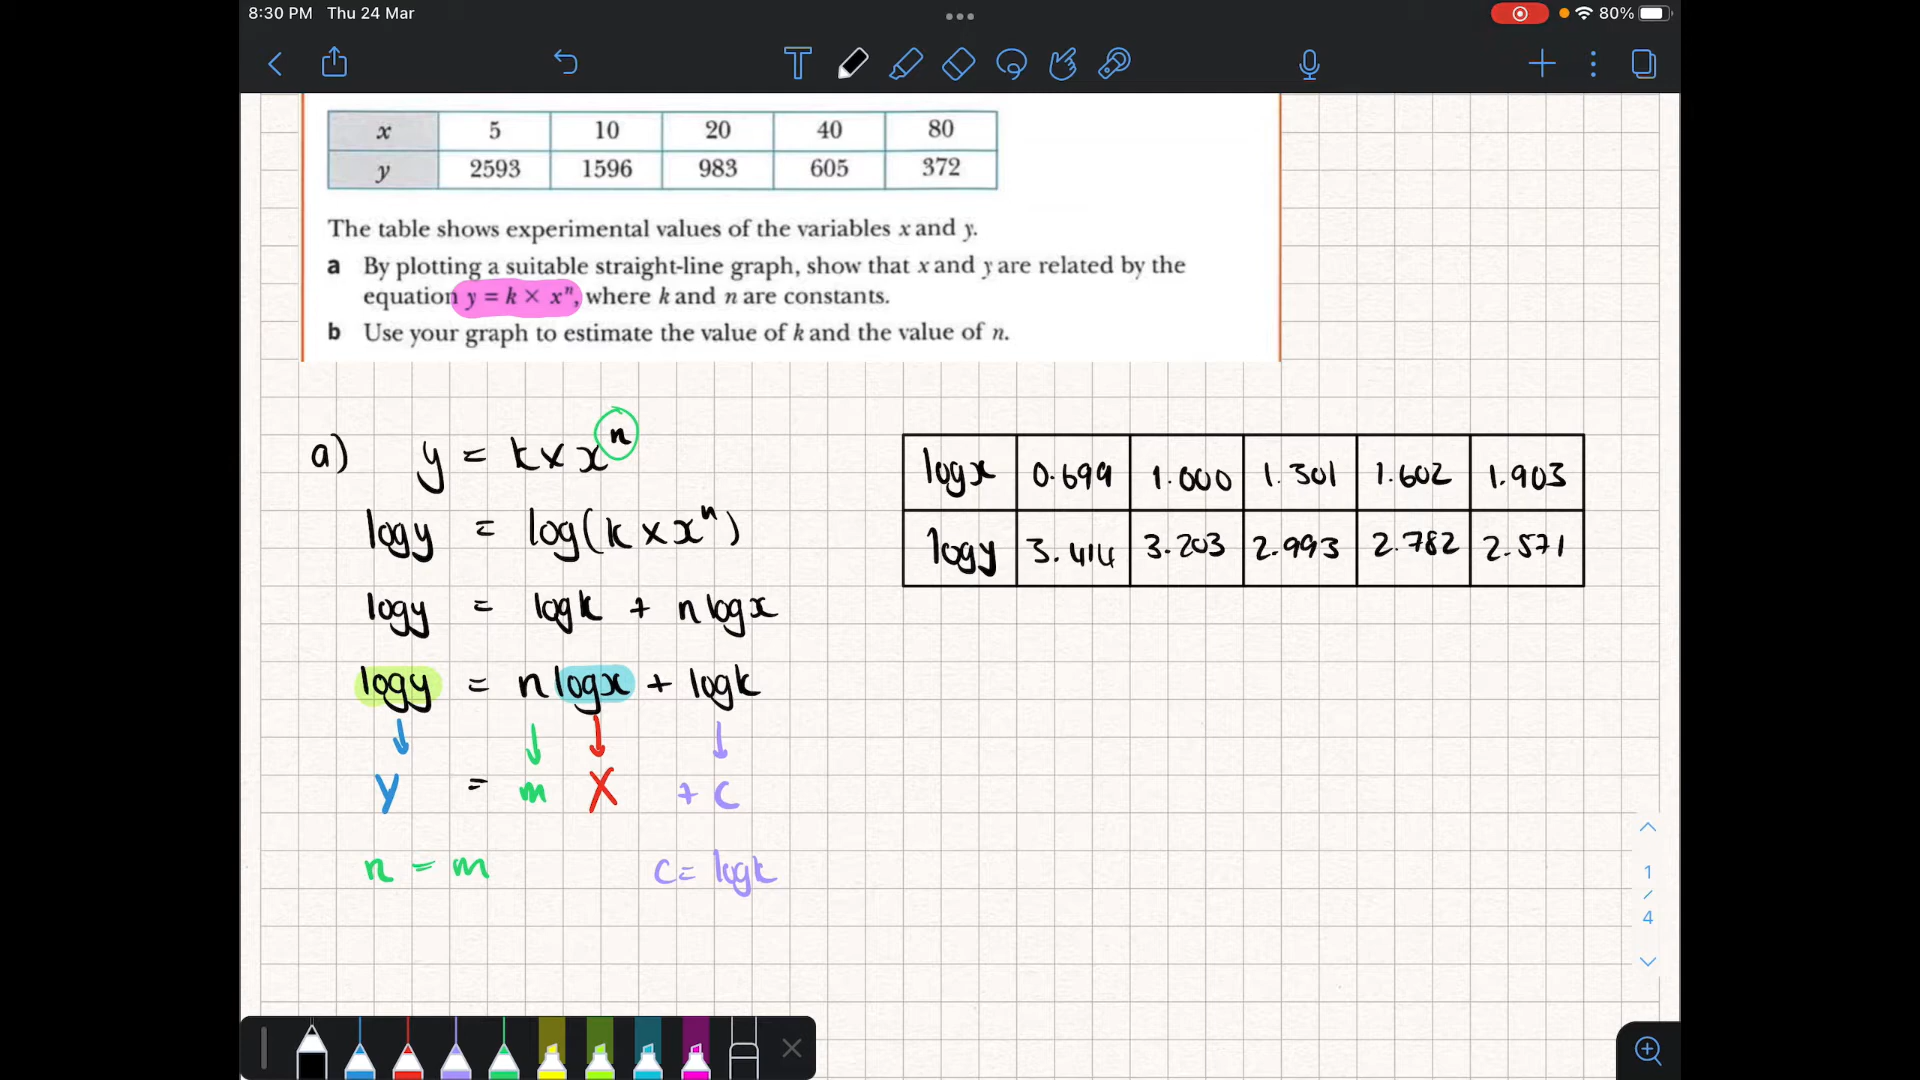 8:30 PM Thu 24 Mar
80%
T
x 5 10 20 40 80
y 2593 1596 983 605 372
The table shows experimental values of the variables x and y.
a By plotting a suitable straight-line graph, show that x and y are related by the
equation y = k × xⁿ, where k and n are constants.
b Use your graph to estimate the value of k and the value of n.
a) y = k × xⁿ
logy = log(k × xⁿ)
logy = logk + nlogx
logy = nlogx + logk
Y = m X + c
n = m c = logk
logx 0.699 1.000 1.301 1.602 1.903
logy 3.414 3.203 2.993 2.782 2.571
1
/
4